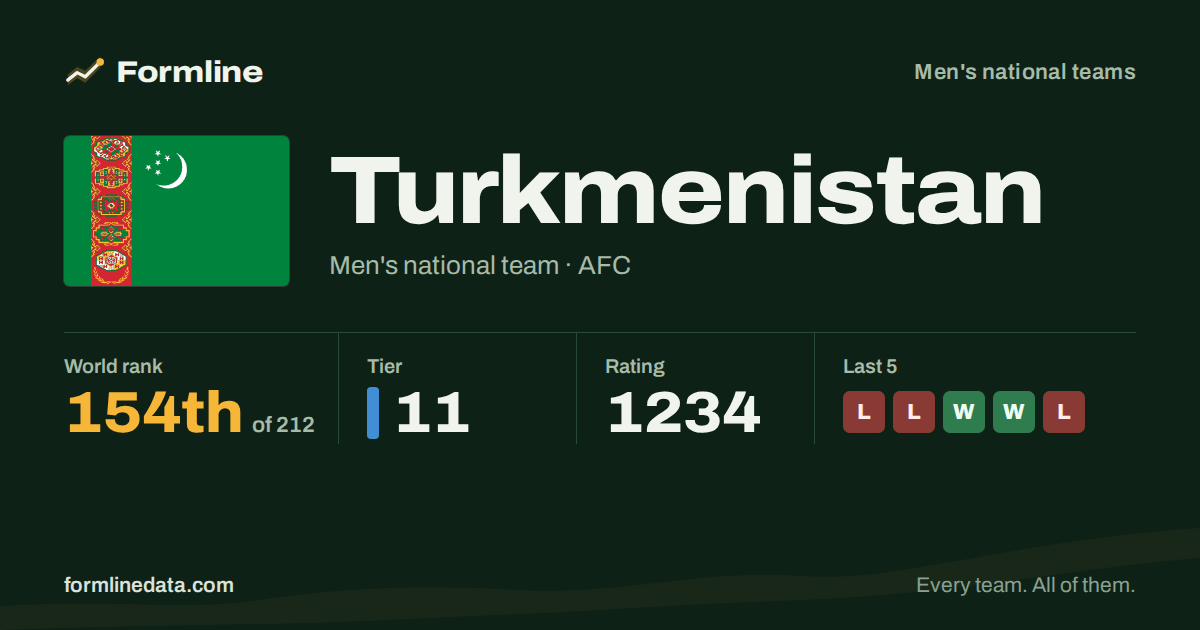 Formline
Men's national teams
Turkmenistan
Men's national team · AFC
World rank
154th of 212
Tier
11
Rating
1234
Last 5
L L W W L
formlinedata.com
Every team. All of them.